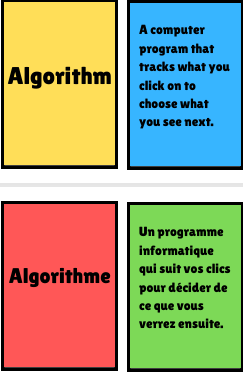 Algorithm
A computer
program that
tracks what you
click on to
choose what
you see next.
Algorithme
Un programme
informatique
qui suit vos clics
pour décider de
ce que vous
verrez ensuite.